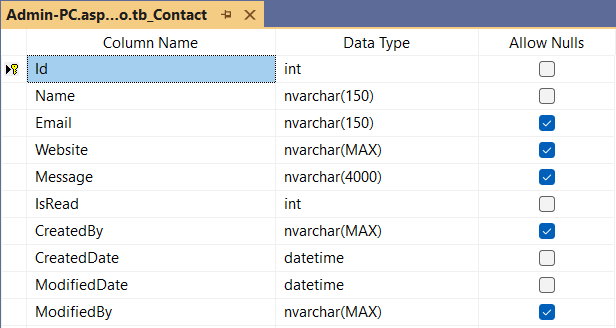 Admin-PC.asp...o.tb_Contact
Column Name Data Type Allow Nulls
Id int
Name nvarchar(150)
Email nvarchar(150)
Website nvarchar(MAX)
Message nvarchar(4000)
IsRead int
CreatedBy nvarchar(MAX)
CreatedDate datetime
ModifiedDate datetime
ModifiedBy nvarchar(MAX)